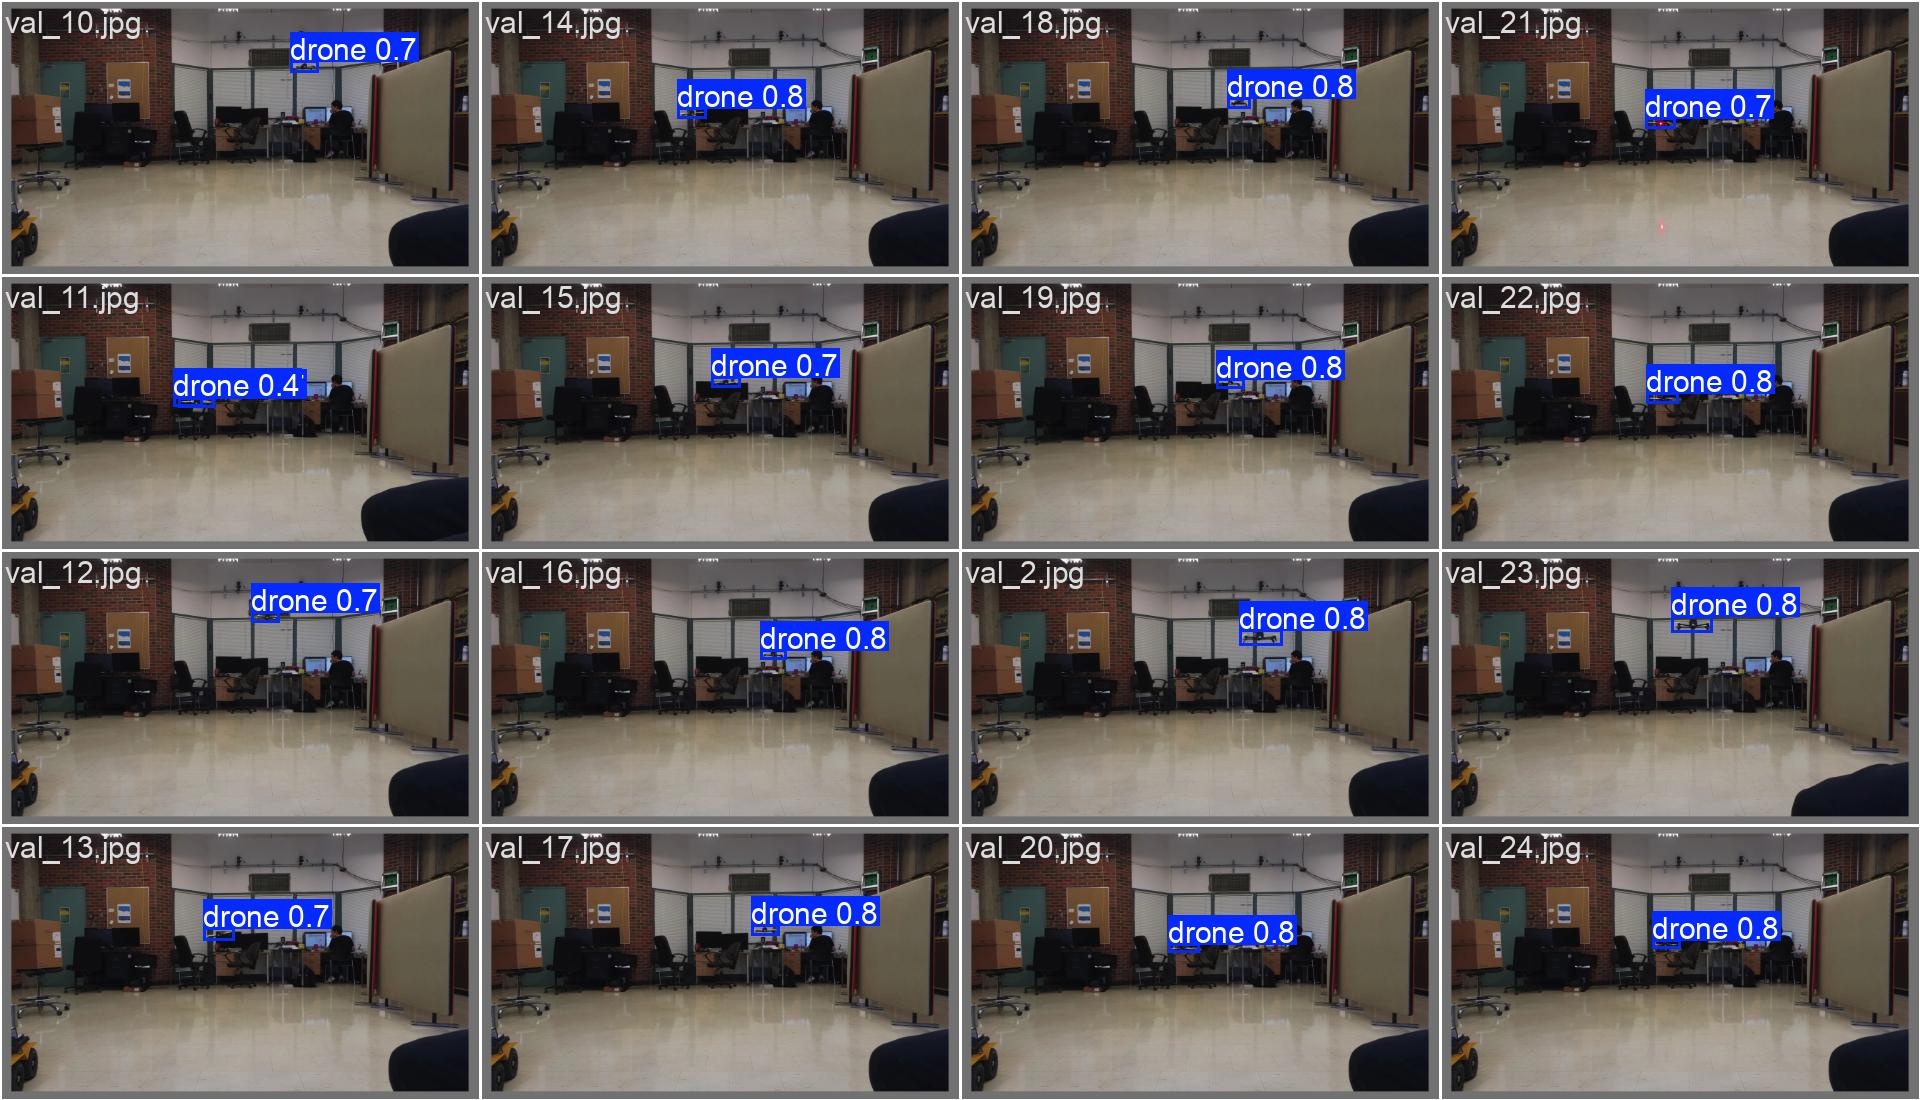 val_10.jpg
drone 0.7
val_14.jpg
drone 0.8
val_18.jpg
drone 0.8
val_21.jpg
drone 0.7
val_11.jpg
drone 0.4
val_15.jpg
drone 0.7
val_19.jpg
drone 0.8
val_22.jpg
drone 0.8
val_12.jpg
drone 0.7
val_16.jpg
drone 0.8
val_2.jpg
drone 0.8
val_23.jpg
drone 0.8
val_13.jpg
drone 0.7
val_17.jpg
drone 0.8
val_20.jpg
drone 0.8
val_24.jpg
drone 0.8